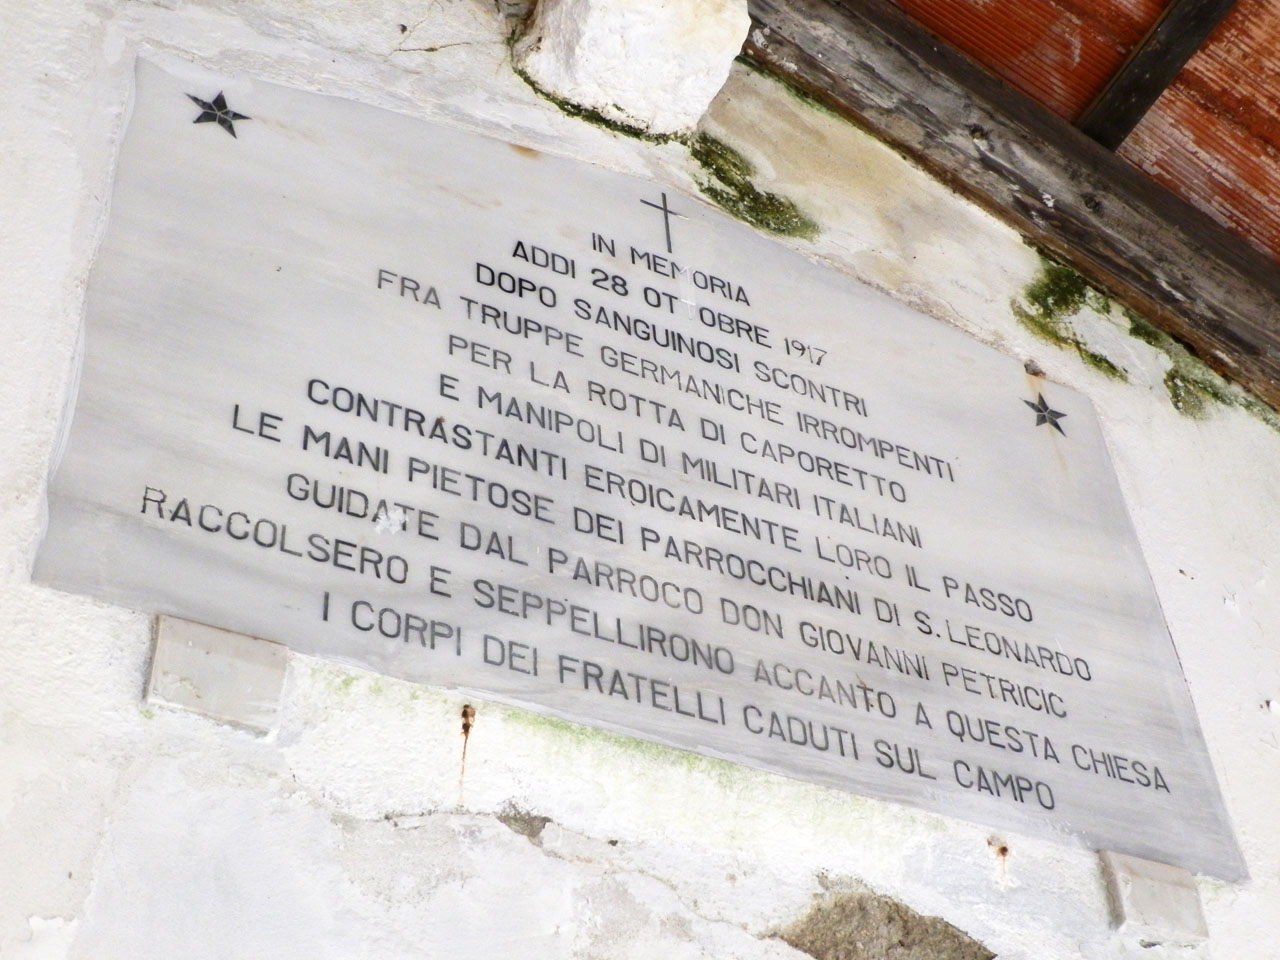 IN MEMORIA
ADDI 28 OTTOBRE 1917
DOPO SANGUINOSI SCONTRI
FRA TRUPPE GERMANICHE IRROMPENTI
PER LA ROTTA DI CAPORETTO
E MANIPOLI DI MILITARI ITALIANI
CONTRASTANTI EROICAMENTE LORO IL PASSO
LE MANI PIETOSE DEI PARROCCHIANI DI S. LEONARDO
GUIDATE DAL PARROCO DON GIOVANNI PETRICIC
RACCOLSERO E SEPPELLIRONO ACCANTO A QUESTA CHIESA
I CORPI DEI FRATELLI CADUTI SUL CAMPO